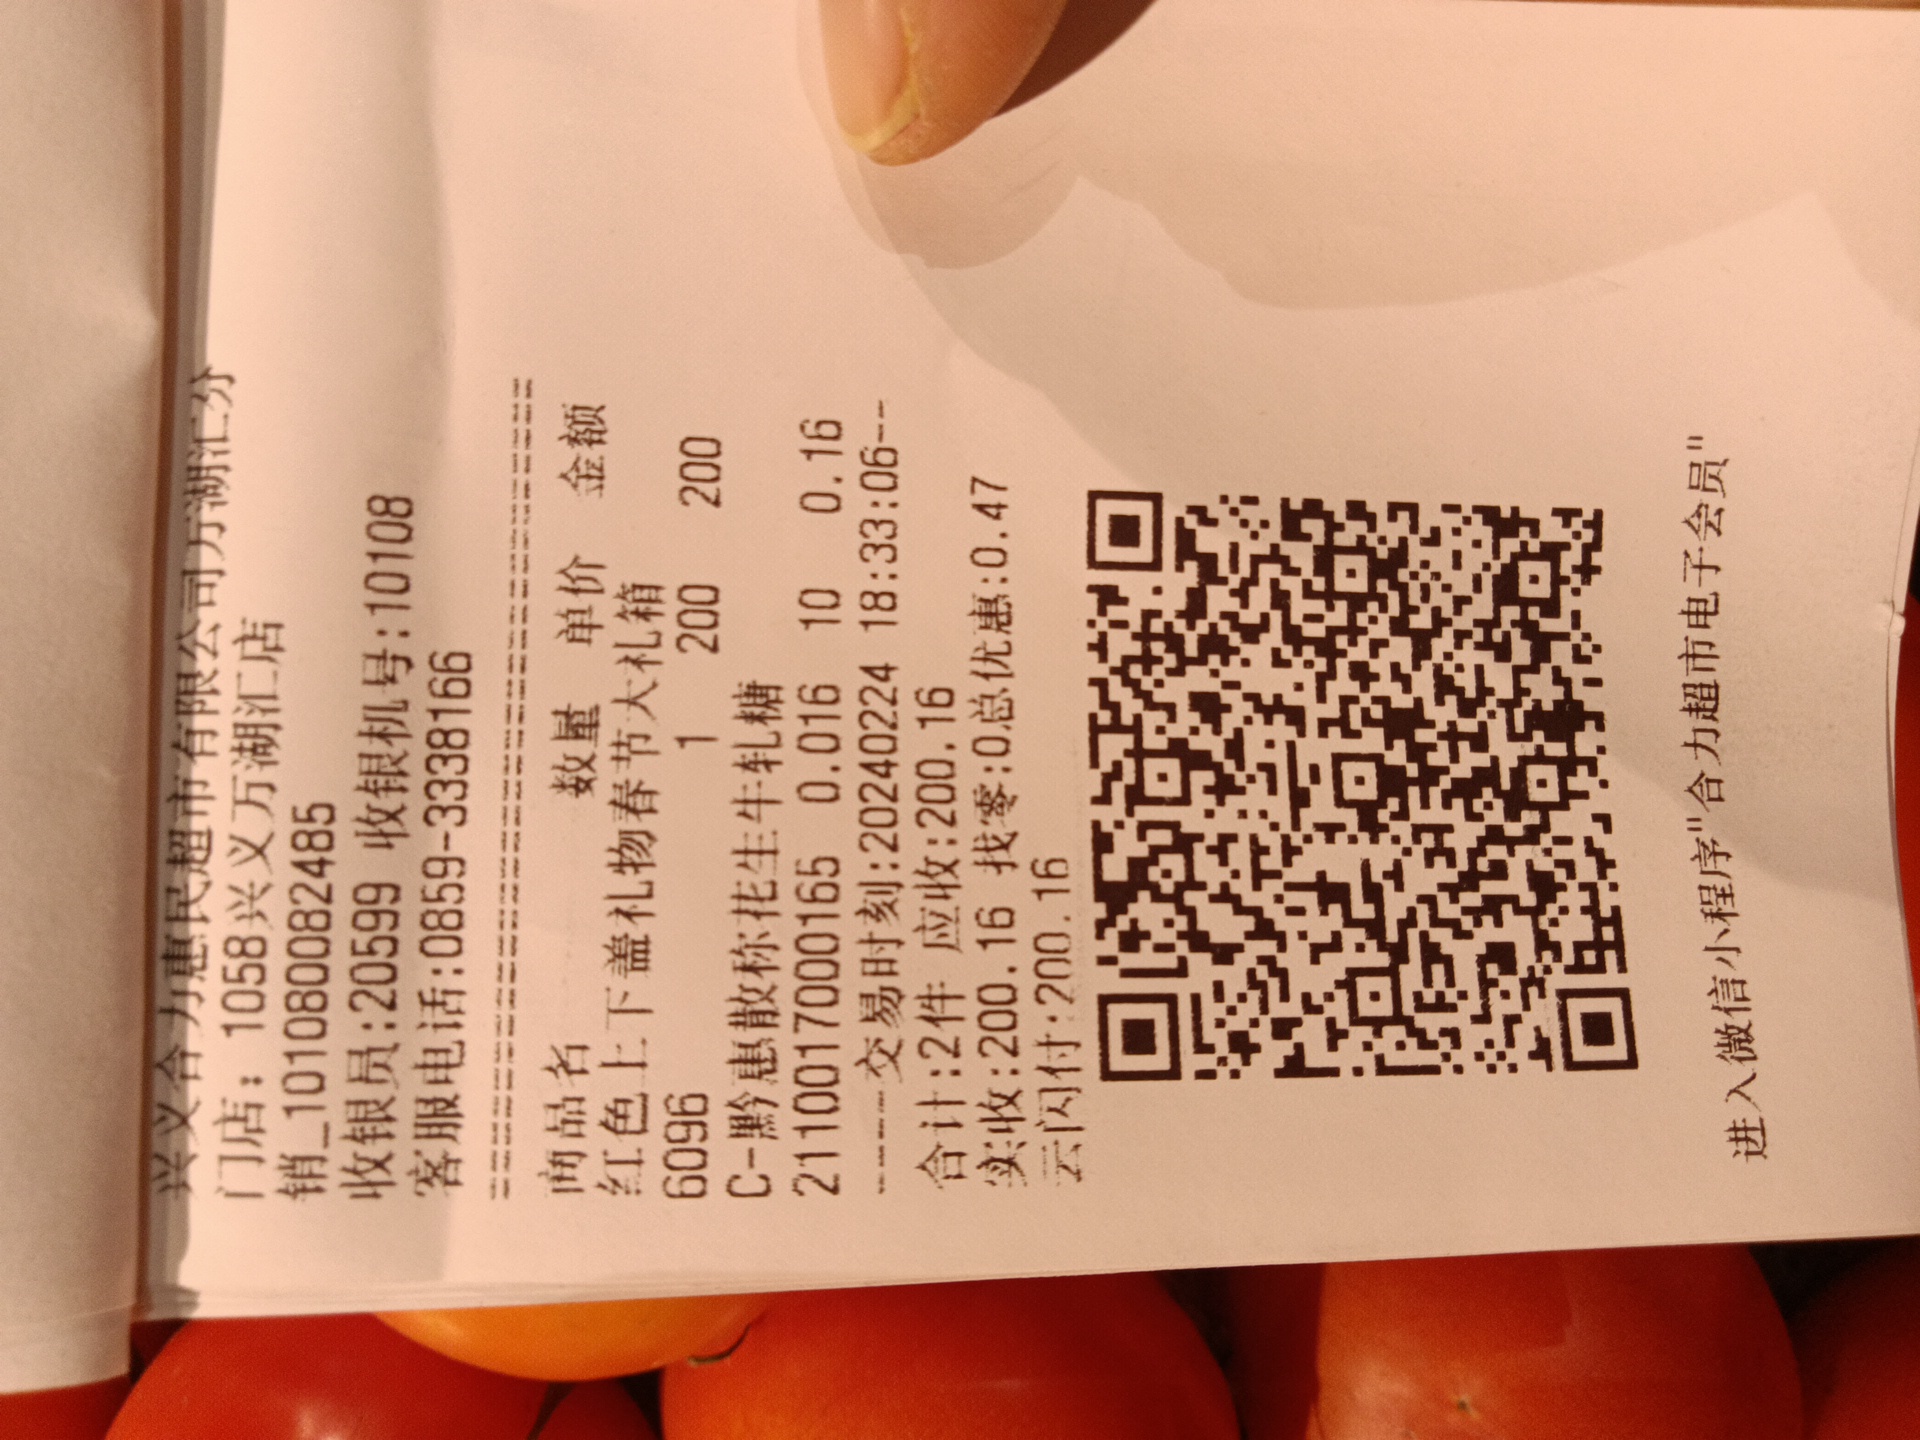 兴义合力惠民超市有限公司万湖汇分
门店: 1058兴义万湖汇店
销_101080082485
收银员:20599 收银机号:10108
客服电话:0859-3338166
================================
商品名 数量 单价 金额
红色上下盖礼物春节大礼箱
6096 1 200 200
C-黔惠散称花生牛轧糖
2110017000165 0.016 10 0.16
----交易时刻:20240224 18:33:06---
合计:2件 应收:200.16
实收:200.16 找零:0总优惠:0.47
云闪付:200.16
进入微信小程序"合力超市电子会员"